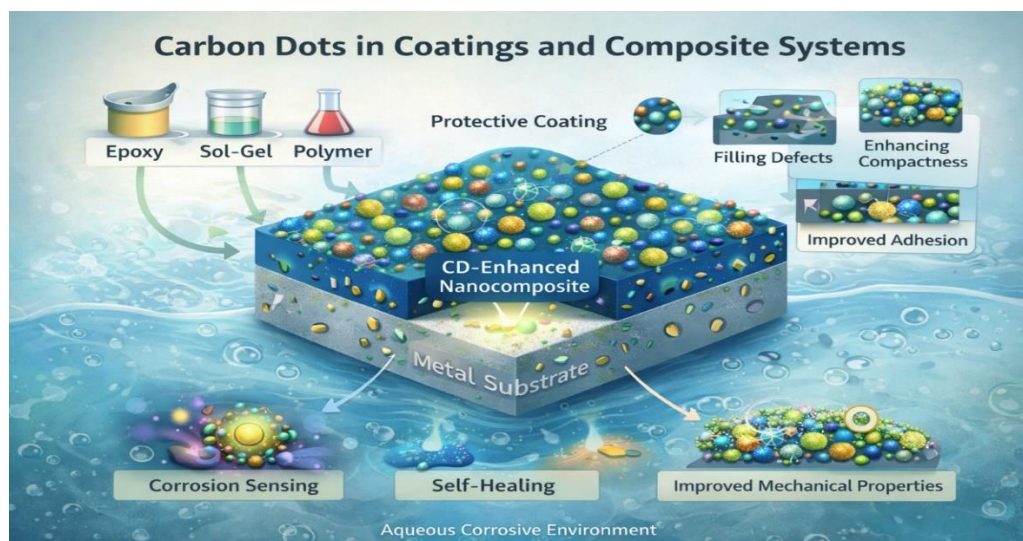 Carbon Dots in Coatings and Composite Systems
Epoxy
Sol-Gel
Polymer
Protective Coating
Filling Defects
Enhancing
Compactness
Improved Adhesion
CD-Enhanced
Nanocomposite
Metal Substrate
Corrosion Sensing
Self-Healing
Improved Mechanical Properties
Aqueous Corrosive Environment